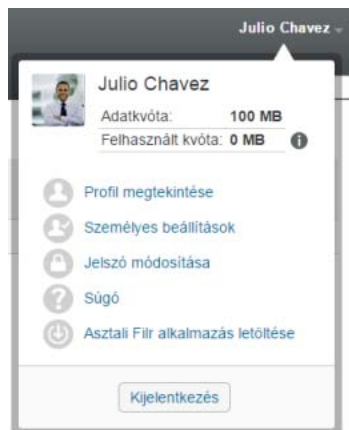 Julio Chavez
Julio Chavez
Adatkvóta: 100 MB
Felhasznált kvóta: 0 MB
Profil megtekintése
Személyes beállítások
Jelszó módosítása
Súgó
Asztali Filr alkalmazás letöltése
Kijelentkezés